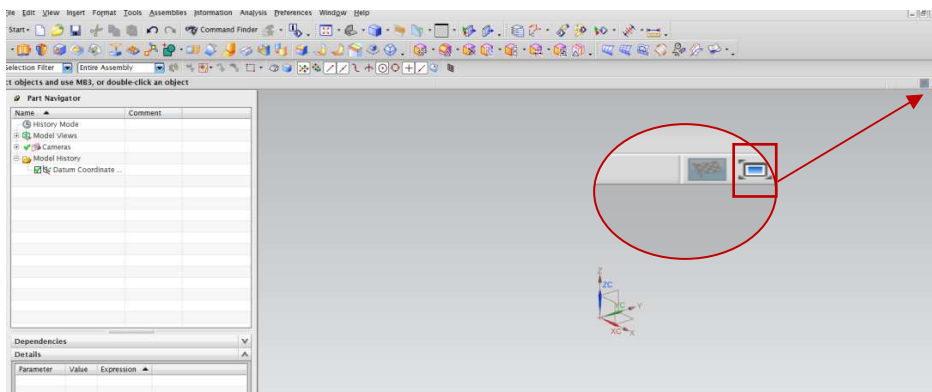 File Edit View Insert Format Tools Assemblies Information Analysis Preferences Window Help
Start Command Finder
Selection Filter Entire Assembly
ct objects and use MB3, or double-click an object
Part Navigator
Name Comment
History Mode
Model Views
Cameras
Model History
Datum Coordinate ...
Z
ZC
YC Y
XC X
Dependencies
Details
Parameter Value Expression